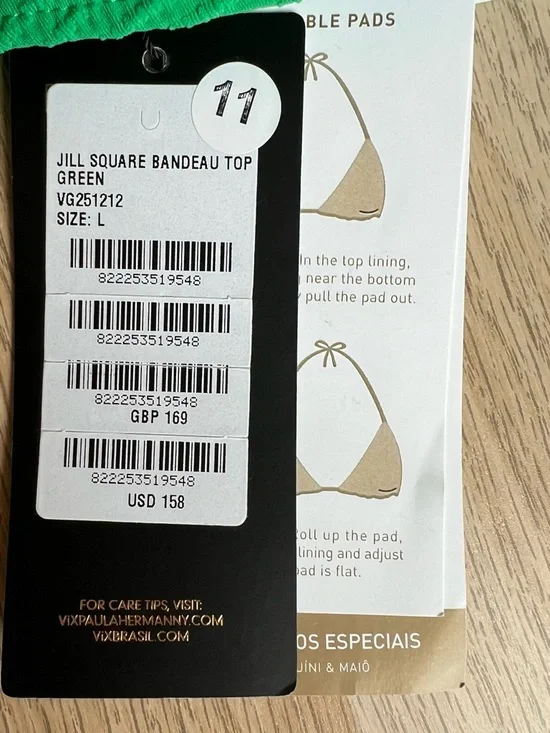 11
JILL SQUARE BANDEAU TOP
GREEN
VG251212
SIZE: L
822253519548
822253519548
822253519548
GBP 169
822253519548
USD 158
FOR CARE TIPS, VISIT:
ViXPAULAHERMANNY.COM
ViXBRASIL.COM
BLE PADS
In the top lining,
near the bottom
pull the pad out.
Roll up the pad,
lining and adjust
pad is flat.
OS ESPECIAIS
UÍNI & MAIÔ